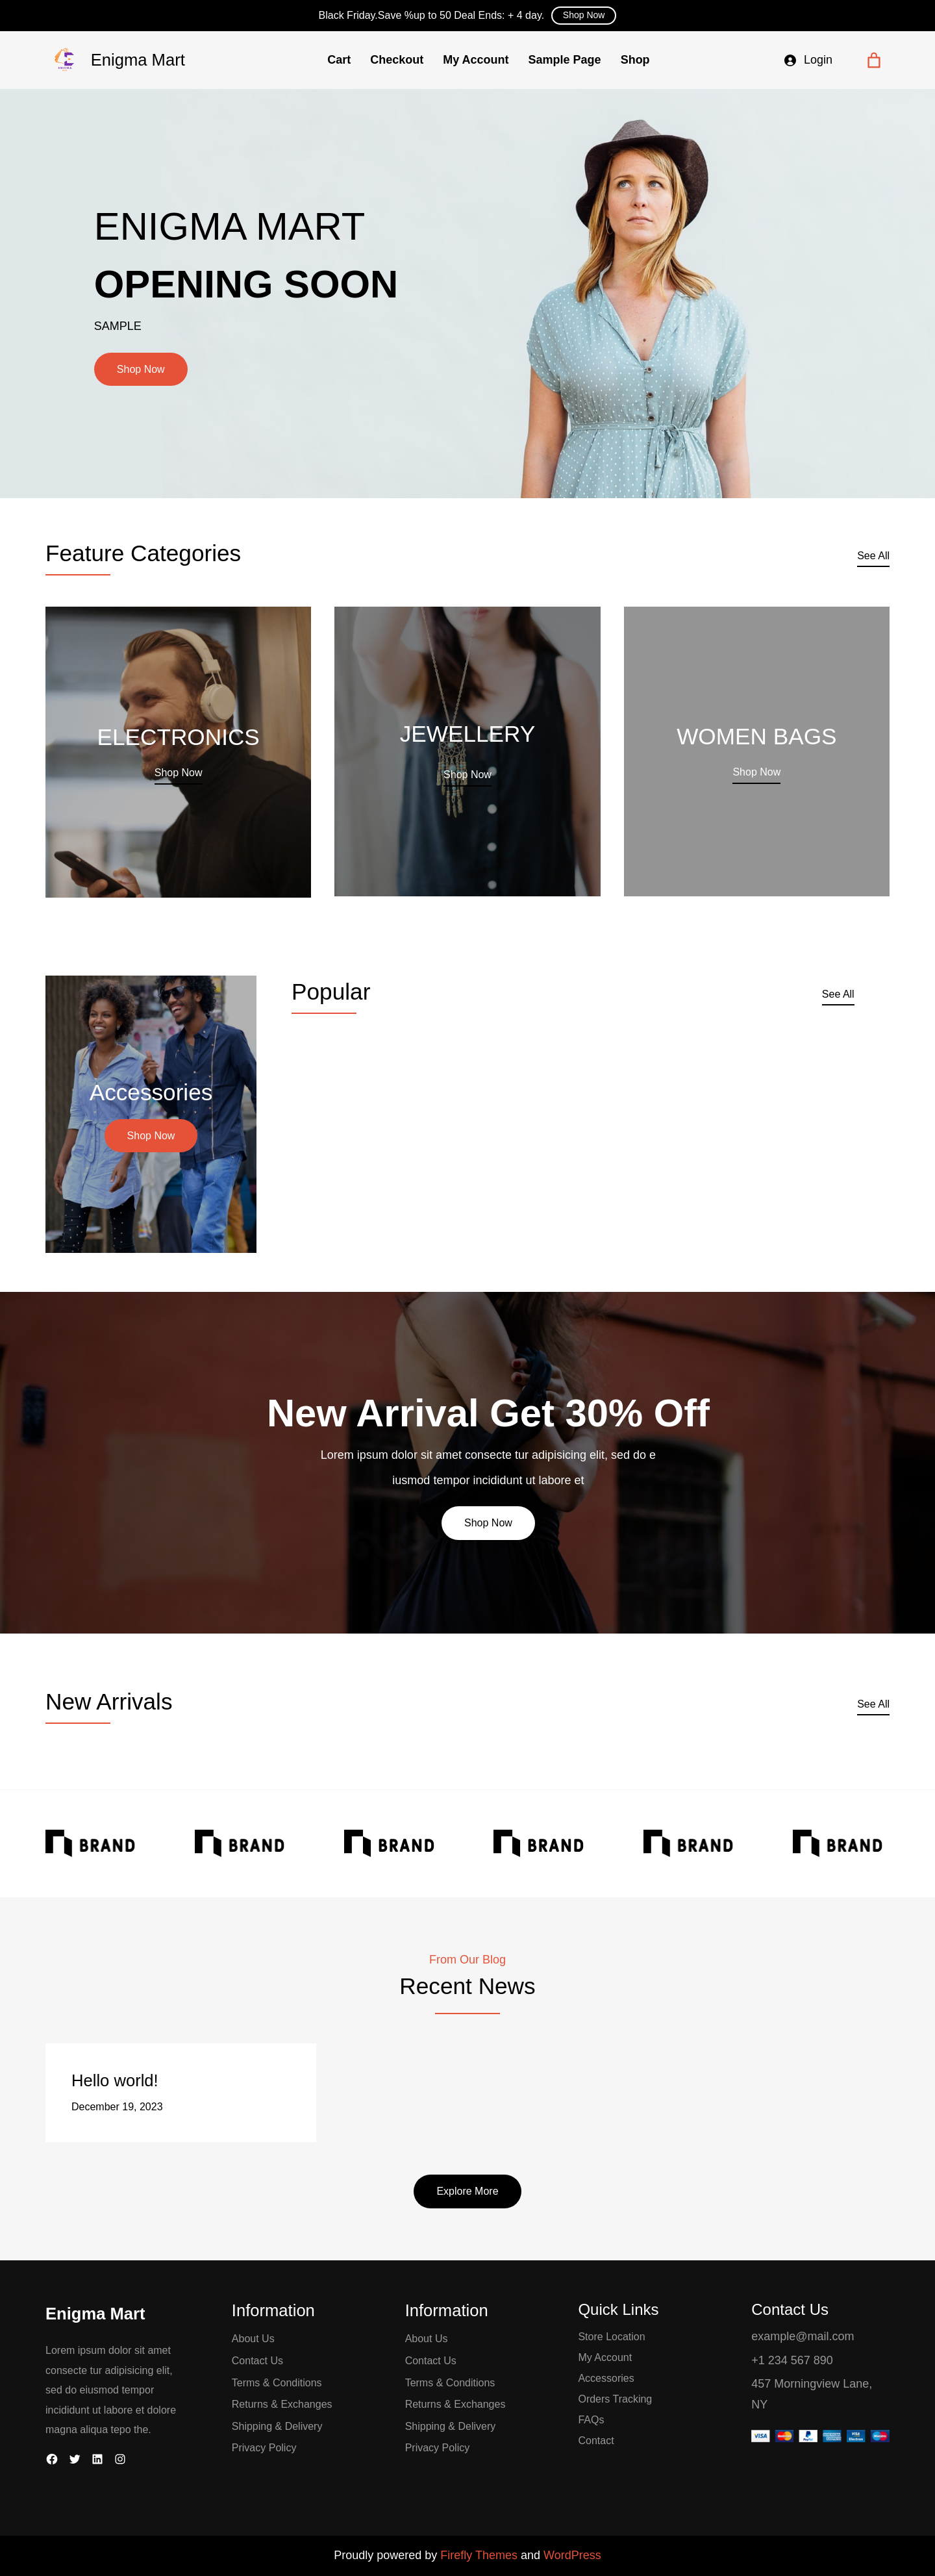 Black Friday.Save %up to 50 Deal Ends: + 4 day. Shop Now
Enigma Mart
Cart Checkout My Account Sample Page Shop
Login
ENIGMA MART
OPENING SOON
SAMPLE
Shop Now
Feature Categories
See All
ELECTRONICS
Shop Now
JEWELLERY
Shop Now
WOMEN BAGS
Shop Now
Accessories
Shop Now
Popular
See All
New Arrival Get 30% Off
Lorem ipsum dolor sit amet consecte tur adipisicing elit, sed do e
iusmod tempor incididunt ut labore et
Shop Now
New Arrivals
See All
BRAND BRAND BRAND BRAND BRAND BRAND
From Our Blog
Recent News
Hello world!
December 19, 2023
Explore More
Enigma Mart
Lorem ipsum dolor sit amet
consecte tur adipisicing elit,
sed do eiusmod tempor
incididunt ut labore et dolore
magna aliqua tepo the.
Information
About Us
Contact Us
Terms & Conditions
Returns & Exchanges
Shipping & Delivery
Privacy Policy
Information
About Us
Contact Us
Terms & Conditions
Returns & Exchanges
Shipping & Delivery
Privacy Policy
Quick Links
Store Location
My Account
Accessories
Orders Tracking
FAQs
Contact
Contact Us
example@mail.com
+1 234 567 890
457 Morningview Lane,
NY
VISA
Proudly powered by Firefly Themes and WordPress